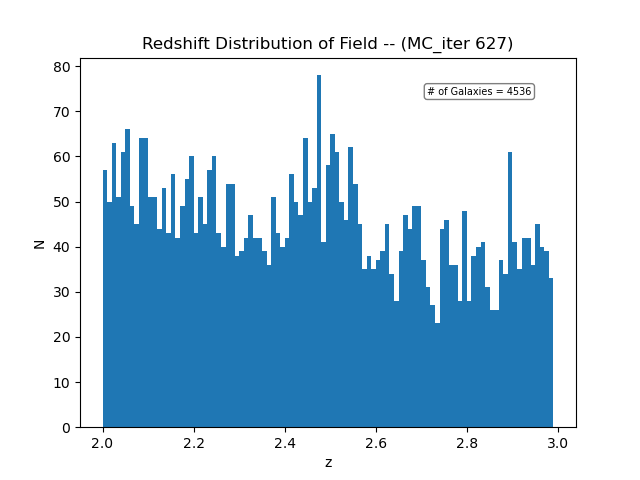 Redshift Distribution of Field -- (MC_iter 627)
# of Galaxies = 4536
80
70
60
50
40
30
20
10
0
N
2.0 2.2 2.4 2.6 2.8 3.0
z